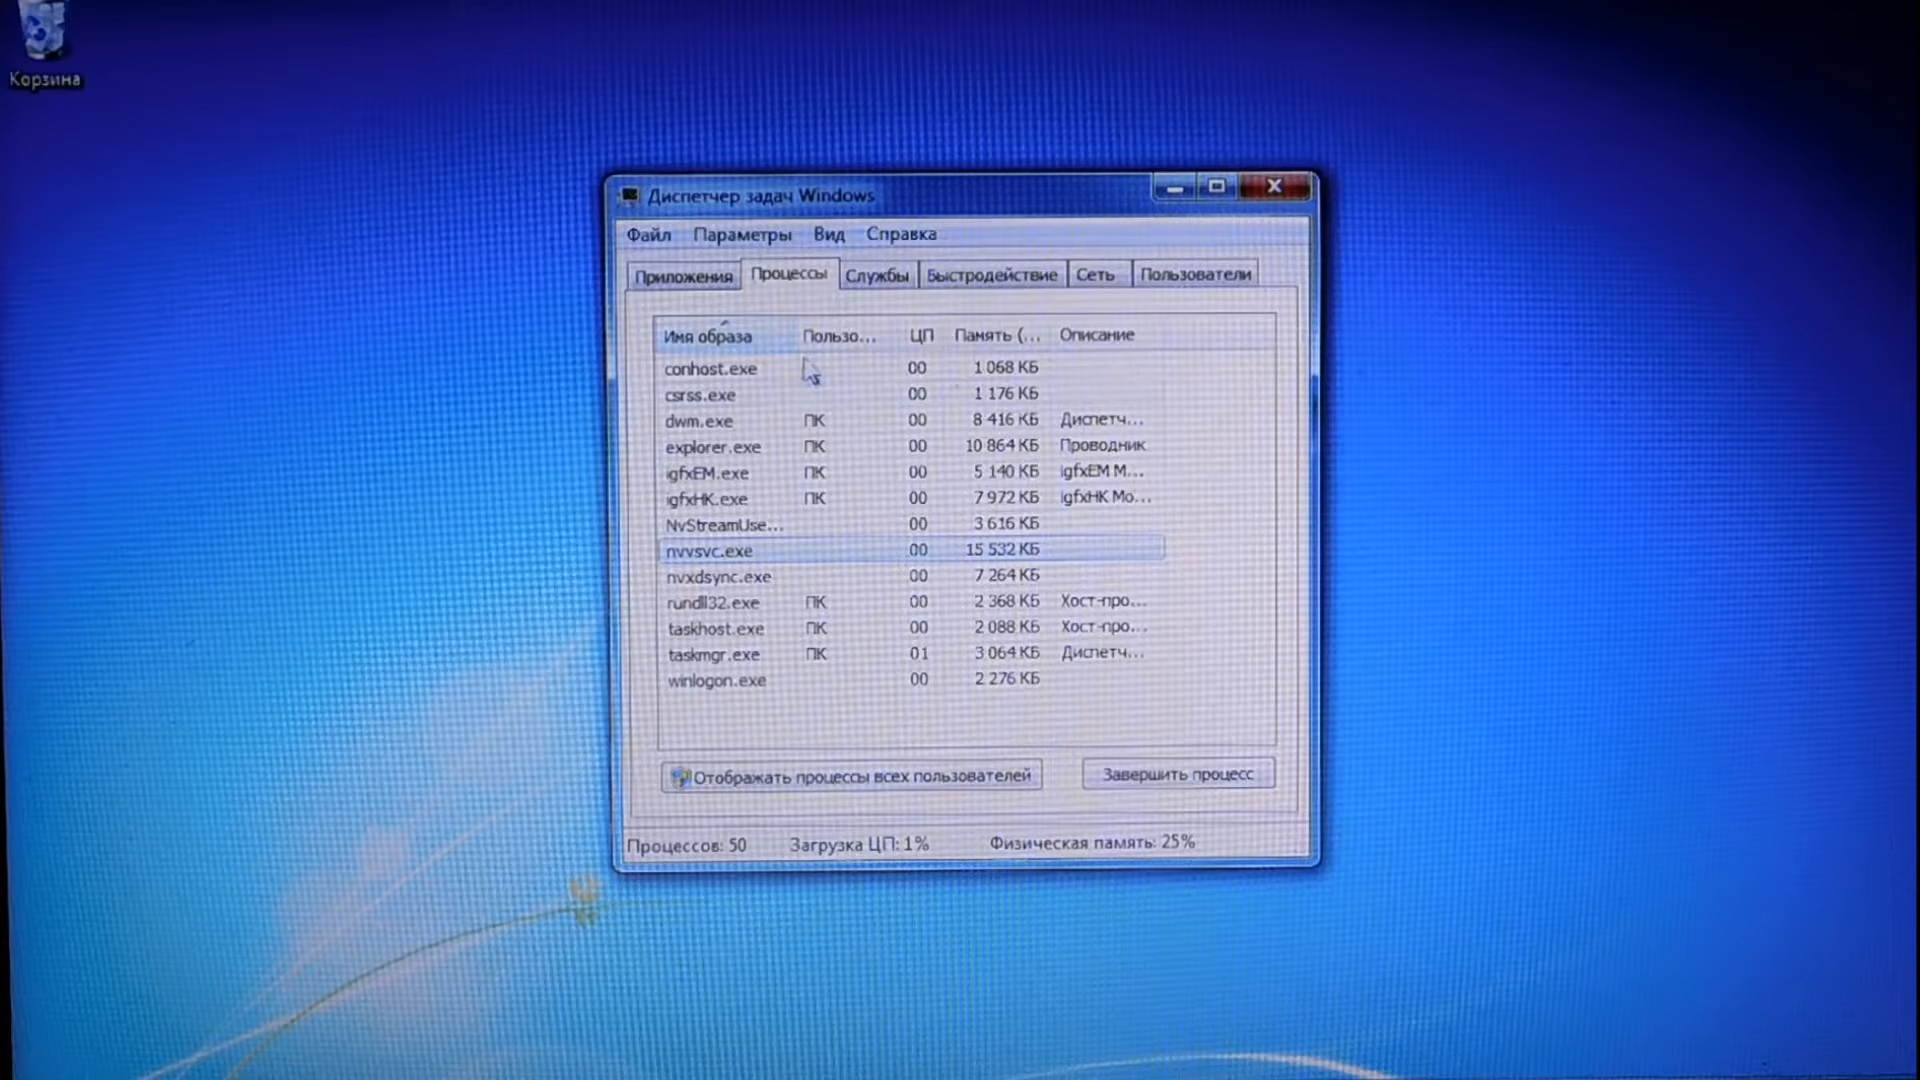 Корзина
Диспетчер задач Windows
Файл Параметры Вид Справка
Приложения Процессы Службы Быстродействие Сеть Пользователи
Имя образа Пользо... ЦП Память (... Описание
conhost.exe 00 1 068 КБ
csrss.exe 00 1 176 КБ
dwm.exe ПК 00 8 416 КБ Диспетч...
explorer.exe ПК 00 10 864 КБ Проводник
igfxEM.exe ПК 00 5 140 КБ igfxEM M...
igfxHK.exe ПК 00 7 972 КБ igfxHK Mo...
NvStreamUse... 00 3 616 КБ
nvvsvc.exe 00 15 532 КБ
nvxdsync.exe 00 7 264 КБ
rundll32.exe ПК 00 2 368 КБ Хост-про...
taskhost.exe ПК 00 2 088 КБ Хост-про...
taskmgr.exe ПК 01 3 064 КБ Диспетч...
winlogon.exe 00 2 276 КБ
Отображать процессы всех пользователей Завершить процесс
Процессов: 50 Загрузка ЦП: 1% Физическая память: 25%